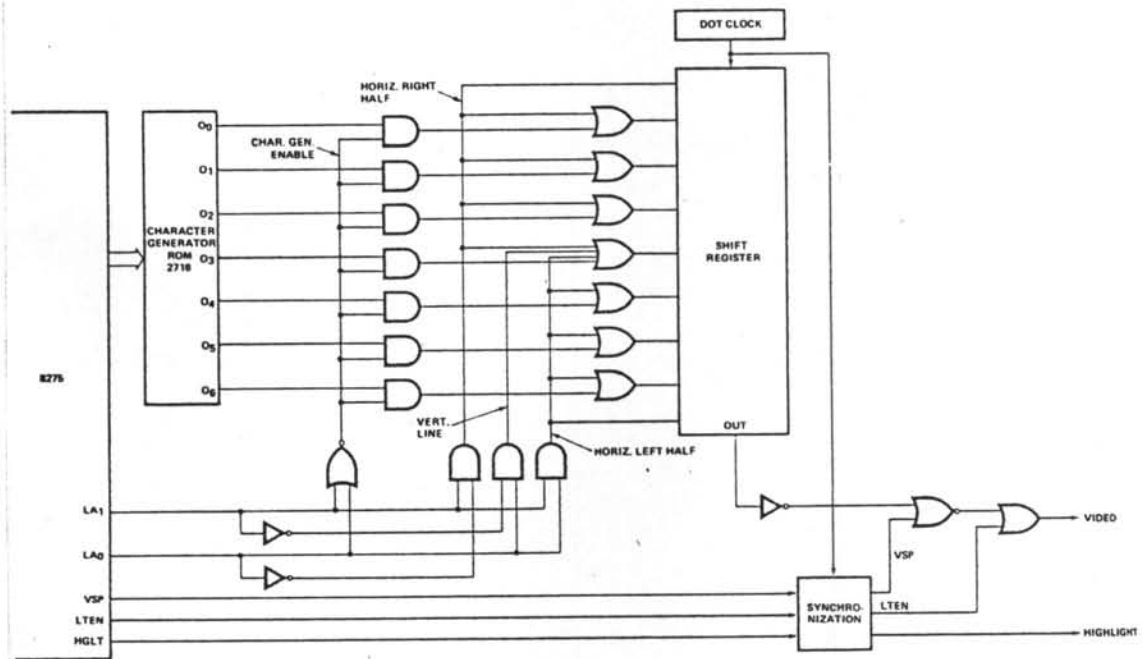 DOT CLOCK
HORIZ. RIGHT
HALF
CHAR. GEN.
ENABLE
O0
O1
O2
O3
O4
O5
O6
CHARACTER
GENERATOR
ROM
2716
SHIFT
REGISTER
8275
VERT.
LINE
OUT
HORIZ. LEFT HALF
LA1
LA0
VSP
LTEN
HGLT
VIDEO
VSP
LTEN
SYNCHRO-
NIZATION
HIGHLIGHT